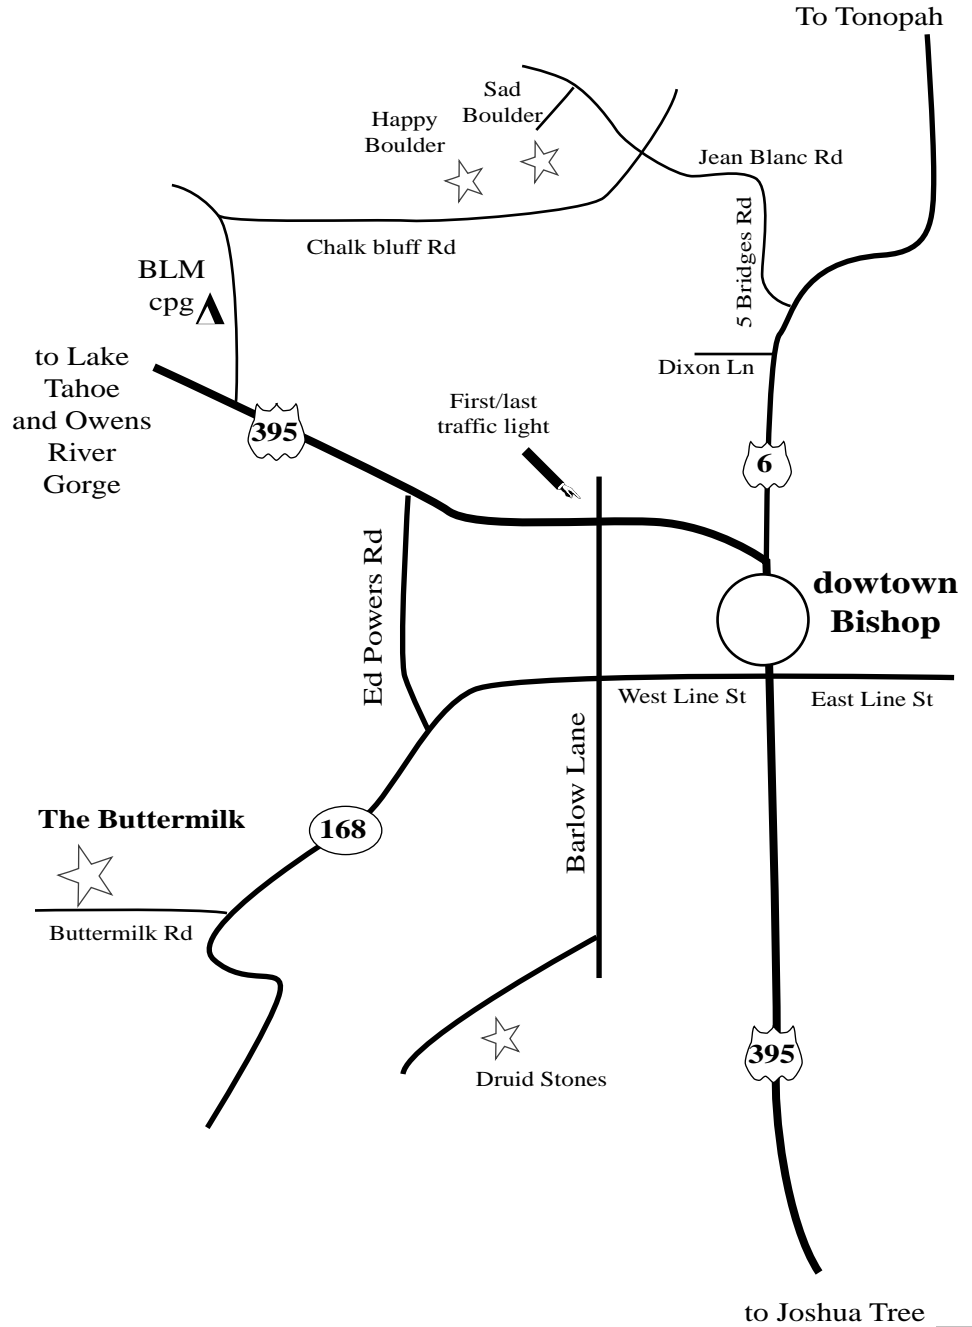 To Tonopah
Sad
Boulder
Happy
Boulder
Jean Blanc Rd
5 Bridges Rd
Chalk bluff Rd
BLM
cpg
to Lake
Tahoe
and Owens
River
Gorge
Dixon Ln
First/last
traffic light
395
6
Ed Powers Rd
dowtown
Bishop
West Line St
East Line St
Barlow Lane
The Buttermilk
168
Buttermilk Rd
395
Druid Stones
to Joshua Tree